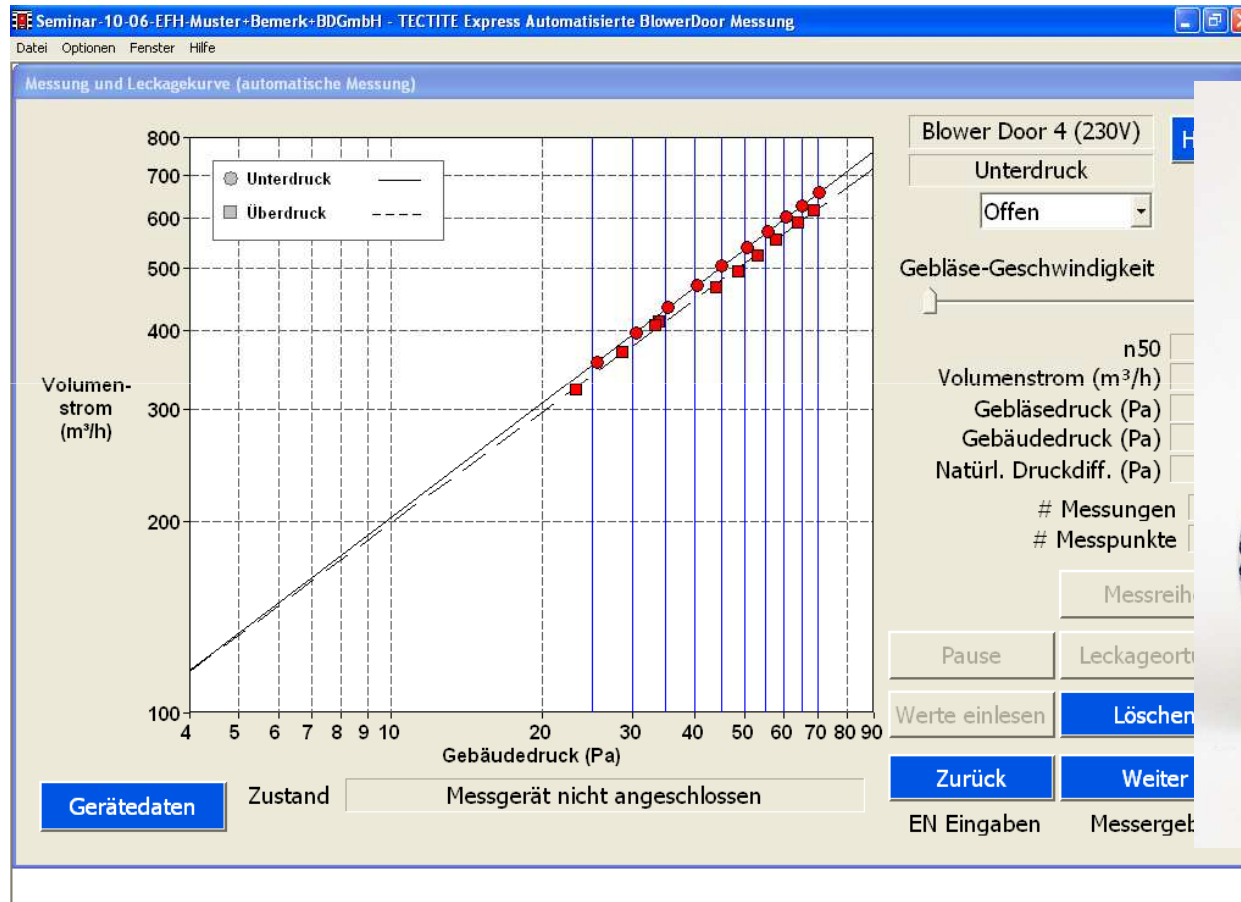 Seminar-10-06-EFH-Muster+Bemerk+BDGmbH - TECTITE Express Automatisierte BlowerDoor Messung
Datei Optionen Fenster Hilfe
Messung und Leckagekurve (automatische Messung)
800
700
600
500
400
300
200
100
Unterdruck
Überdruck
Volumen-
strom
(m³/h)
4 5 6 7 8 9 10 20 30 40 50 60 70 80 90
Gebäudedruck (Pa)
Gerätedaten
Zustand
Messgerät nicht angeschlossen
Blower Door 4 (230V)
H
Unterdruck
Offen
Gebläse-Geschwindigkeit
n50
Volumenstrom (m³/h)
Gebläsedruck (Pa)
Gebäudedruck (Pa)
Natürl. Druckdiff. (Pa)
# Messungen
# Messpunkte
Messreih
Pause Leckageort
Werte einlesen Löschen
Zurück Weiter
EN Eingaben Messergeb